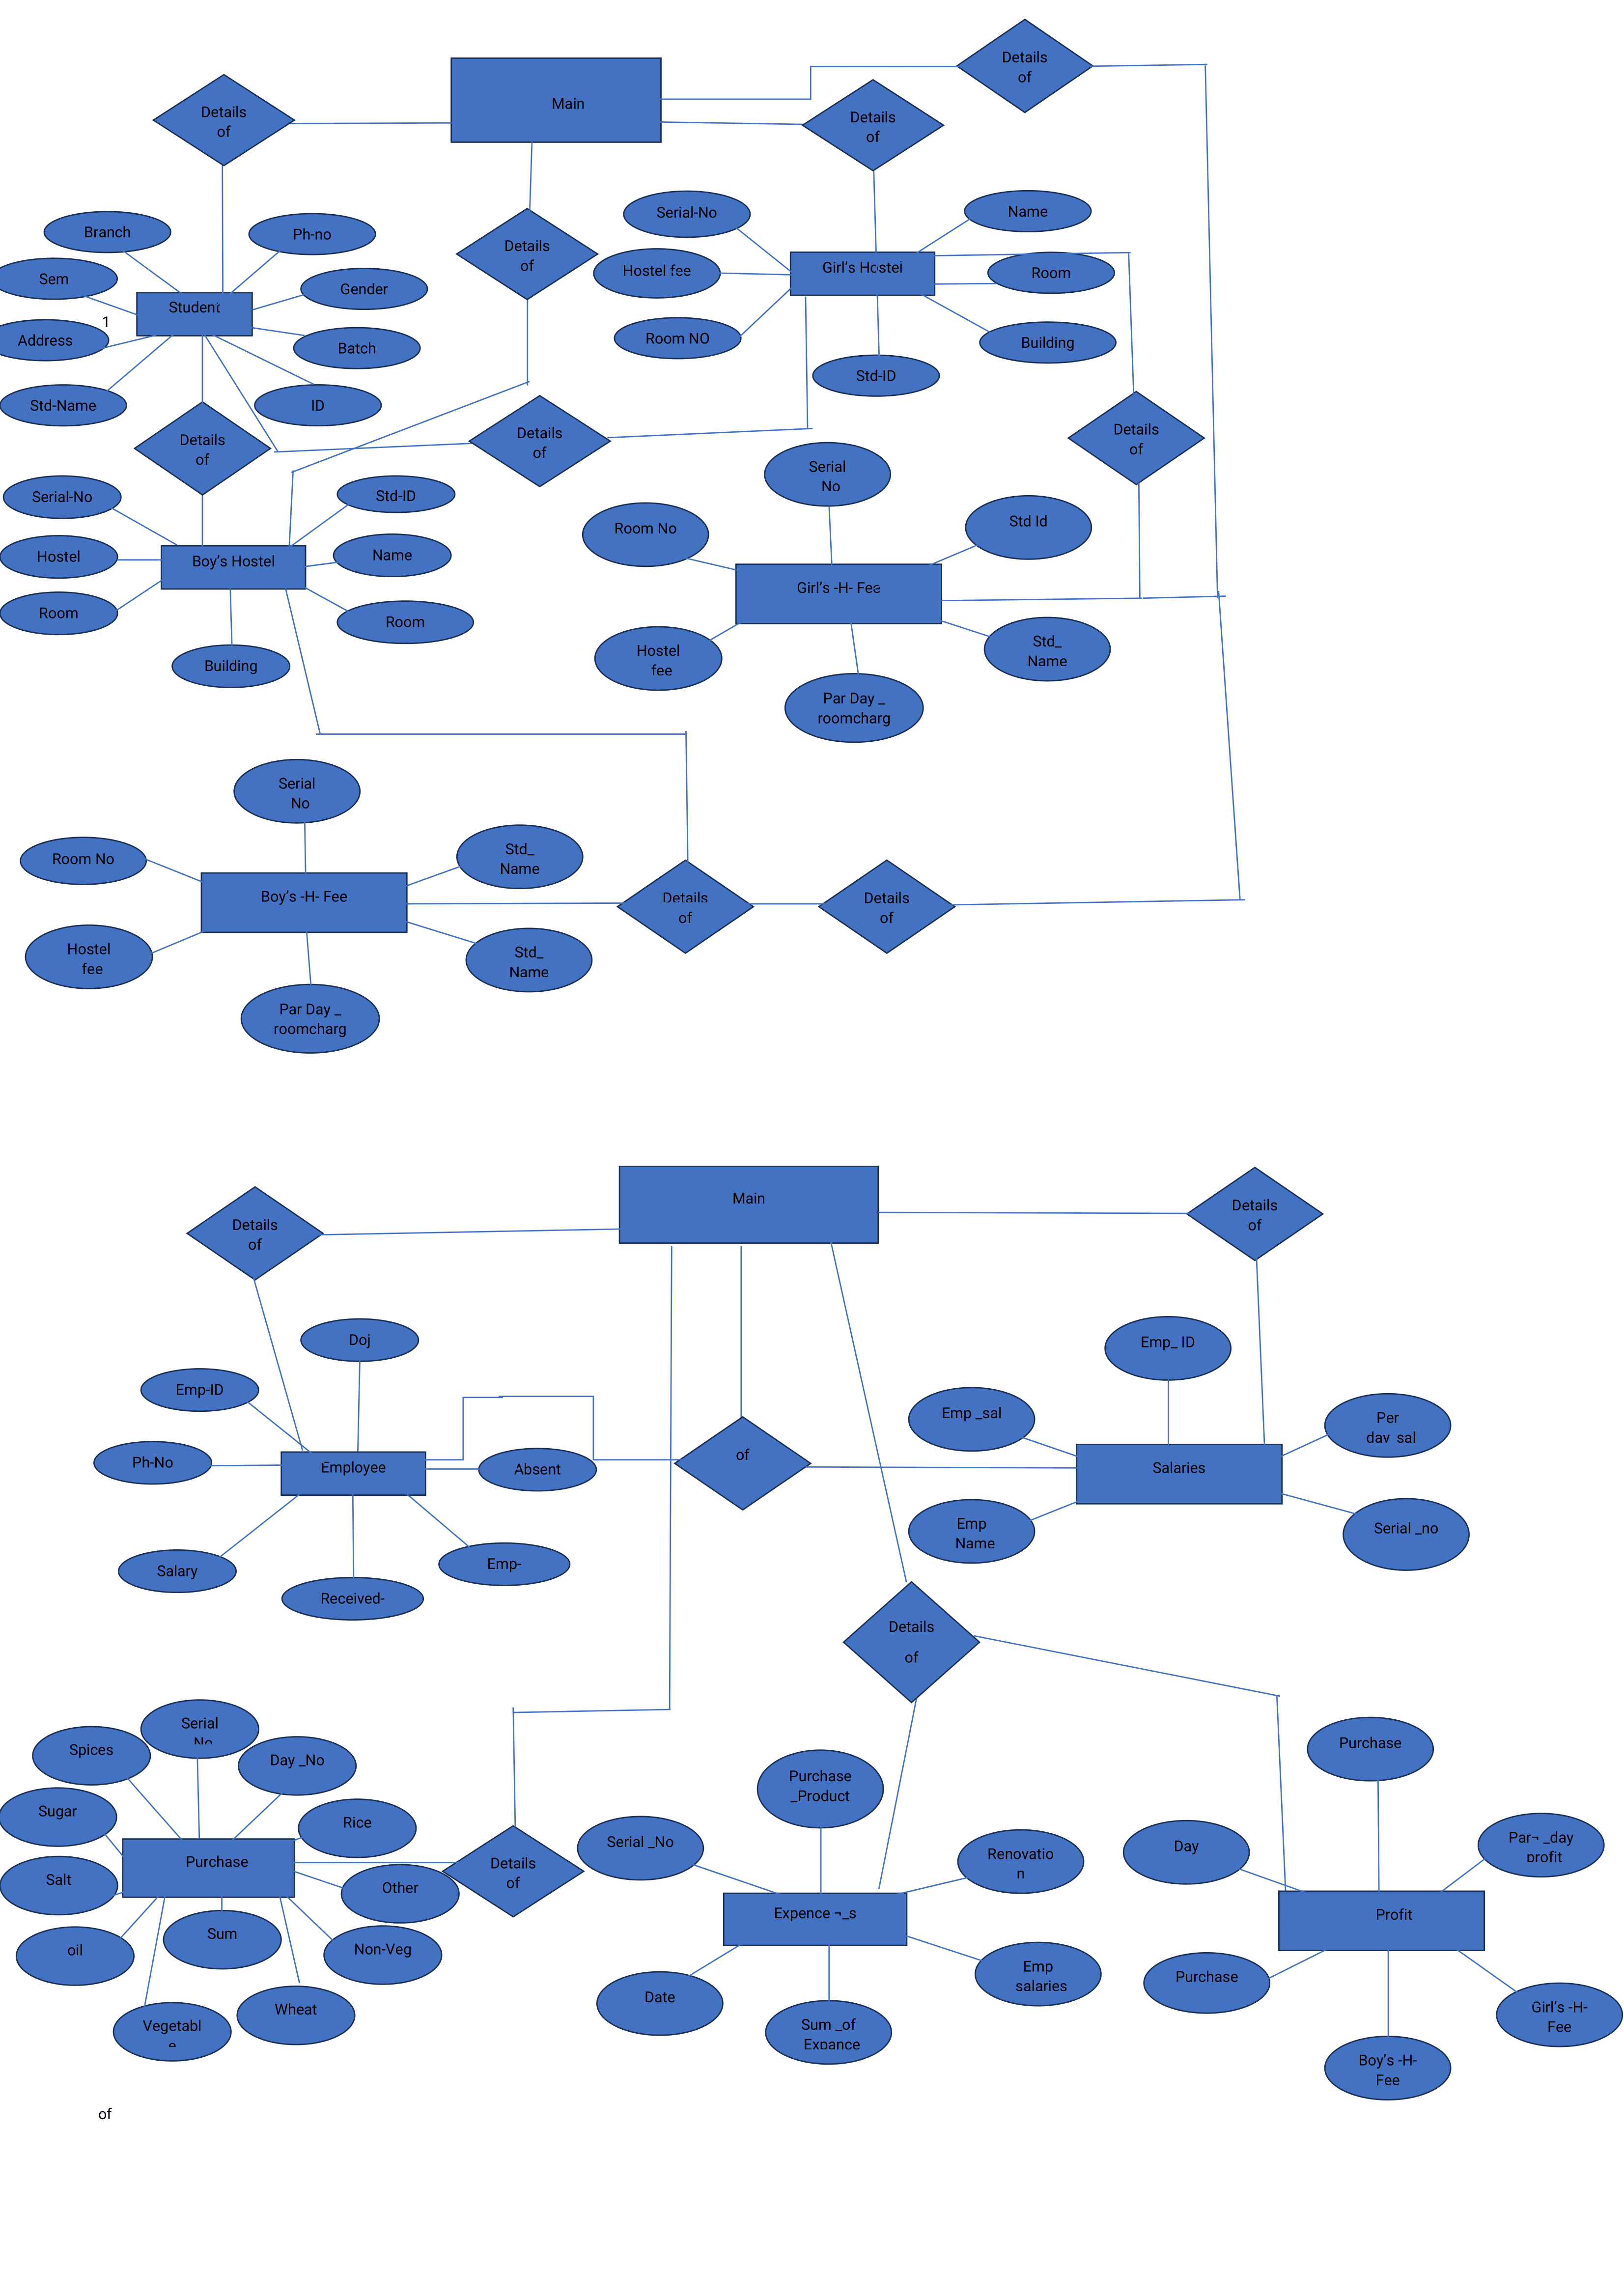 Details
of
Main
Details
of
Details
of
Branch
Ph-no
Sem
Gender
Student
1
Address
Batch
Std-Name
ID
Details
of
Serial-No
Name
Hostel fee
Girl's Hostel
Room
Room NO
Building
Std-ID
Details
of
Details
of
Details
of
Serial-No
Std-ID
Hostel
Boy's Hostel
Name
Room
Room
Building
Serial
No
Room No
Std Id
Girl's -H- Fee
Hostel
fee
Std_
Name
Par Day _
roomcharg
Serial
No
Room No
Std_
Name
Boy's -H- Fee
Details
of
Details
of
Hostel
fee
Std_
Name
Par Day _
roomcharg
Main
Details
of
Details
of
Doj
Emp-ID
Ph-No
Employee
Absent
of
Salary
Received-
Emp-
Emp_ ID
Emp _sal
Per
day sal
Salaries
Emp
Name
Serial _no
Details
of
Serial
No
Spices
Day _No
Sugar
Rice
Purchase
Salt
Other
Details
of
oil
Sum
Non-Veg
Wheat
Vegetabl
e
Purchase
_Product
Serial _No
Renovatio
n
Expence ¬_s
Date
Emp
salaries
Sum _of
Expance
Purchase
Day
Par¬ _day
profit
Profit
Purchase
Girl's -H-
Fee
Boy's -H-
Fee
of